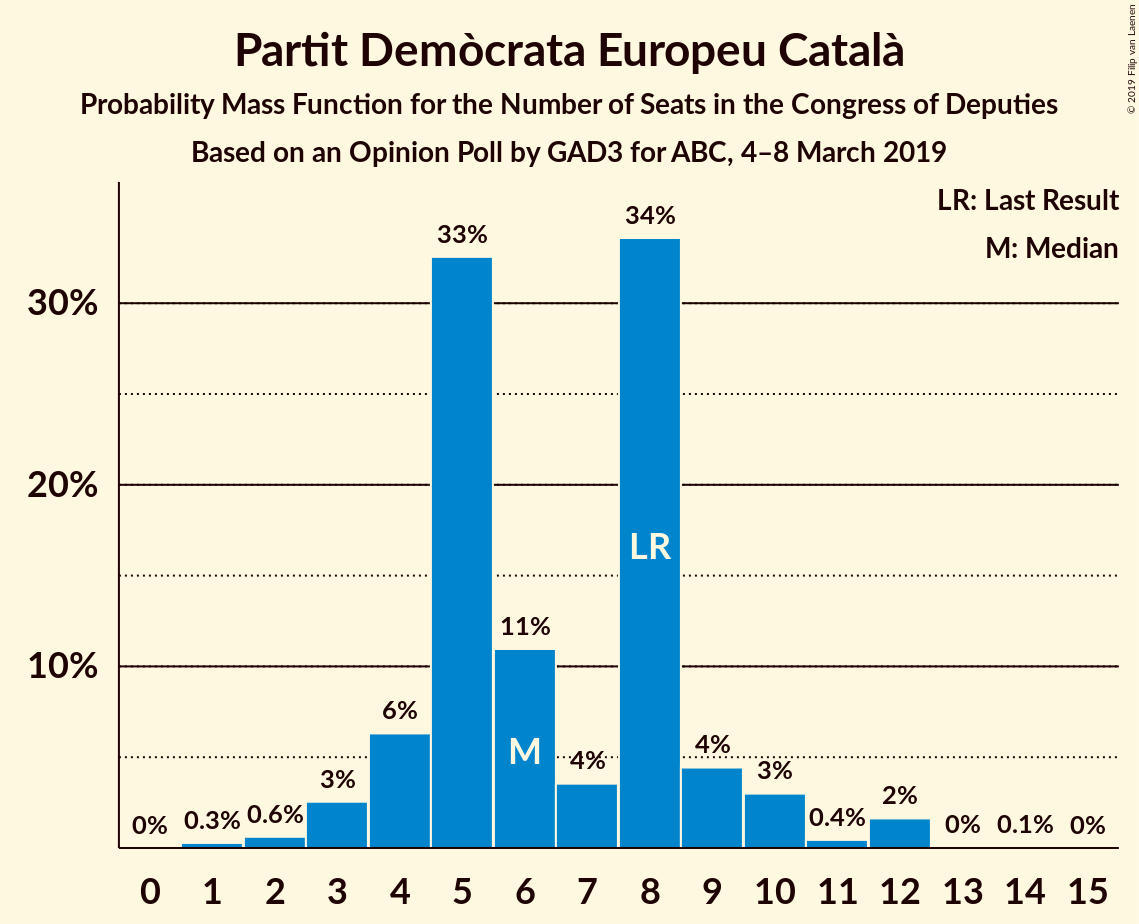 Partit Demòcrata Europeu Català
Probability Mass Function for the Number of Seats in the Congress of Deputies
Based on an Opinion Poll by GAD3 for ABC, 4–8 March 2019
© 2019 Filip van Laenen
LR: Last Result
M: Median
30%
20%
10%
0%
0.3%
0.6%
3%
6%
33%
11%
4%
34%
4%
3%
0.4%
2%
0%
0.1%
0%
LR
M
0 1 2 3 4 5 6 7 8 9 10 11 12 13 14 15